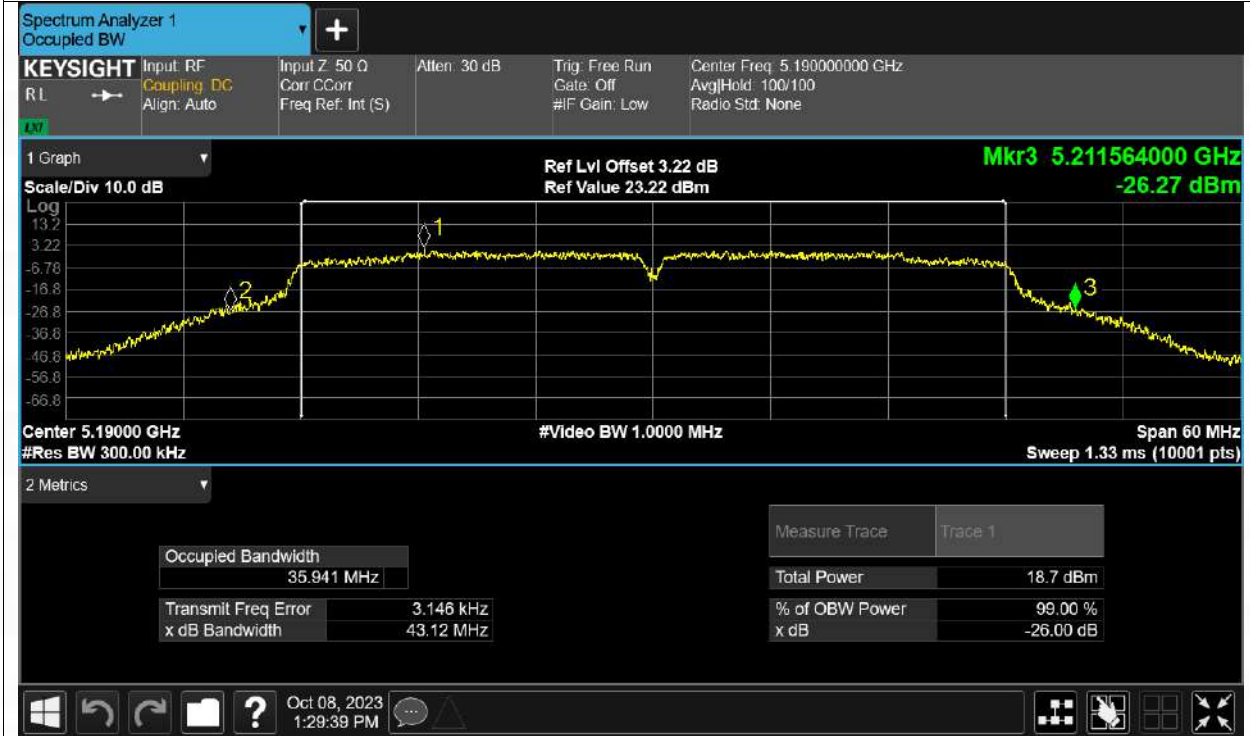 Spectrum Analyzer 1
Occupied BW
+
KEYSIGHT Input: RF Input Z: 50 Ω Atten: 30 dB Trig: Free Run Center Freq: 5.190000000 GHz
RL Coupling: DC Corr CCorr Gate: Off Avg|Hold: 100/100
Align: Auto Freq Ref: Int (S) #IF Gain: Low Radio Std: None
LXI
1 Graph Ref Lvl Offset 3.22 dB Mkr3 5.211564000 GHz
Scale/Div 10.0 dB Ref Value 23.22 dBm -26.27 dBm
Log
13.2
3.22
-6.78
-16.8
-26.8
-36.8
-46.8
-56.8
-66.8
1
2
3
Center 5.19000 GHz #Video BW 1.0000 MHz Span 60 MHz
#Res BW 300.00 kHz Sweep 1.33 ms (10001 pts)
2 Metrics
Measure Trace Trace 1
Occupied Bandwidth
35.941 MHz Total Power 18.7 dBm
Transmit Freq Error 3.146 kHz % of OBW Power 99.00 %
x dB Bandwidth 43.12 MHz x dB -26.00 dB
? Oct 08, 2023
1:29:39 PM